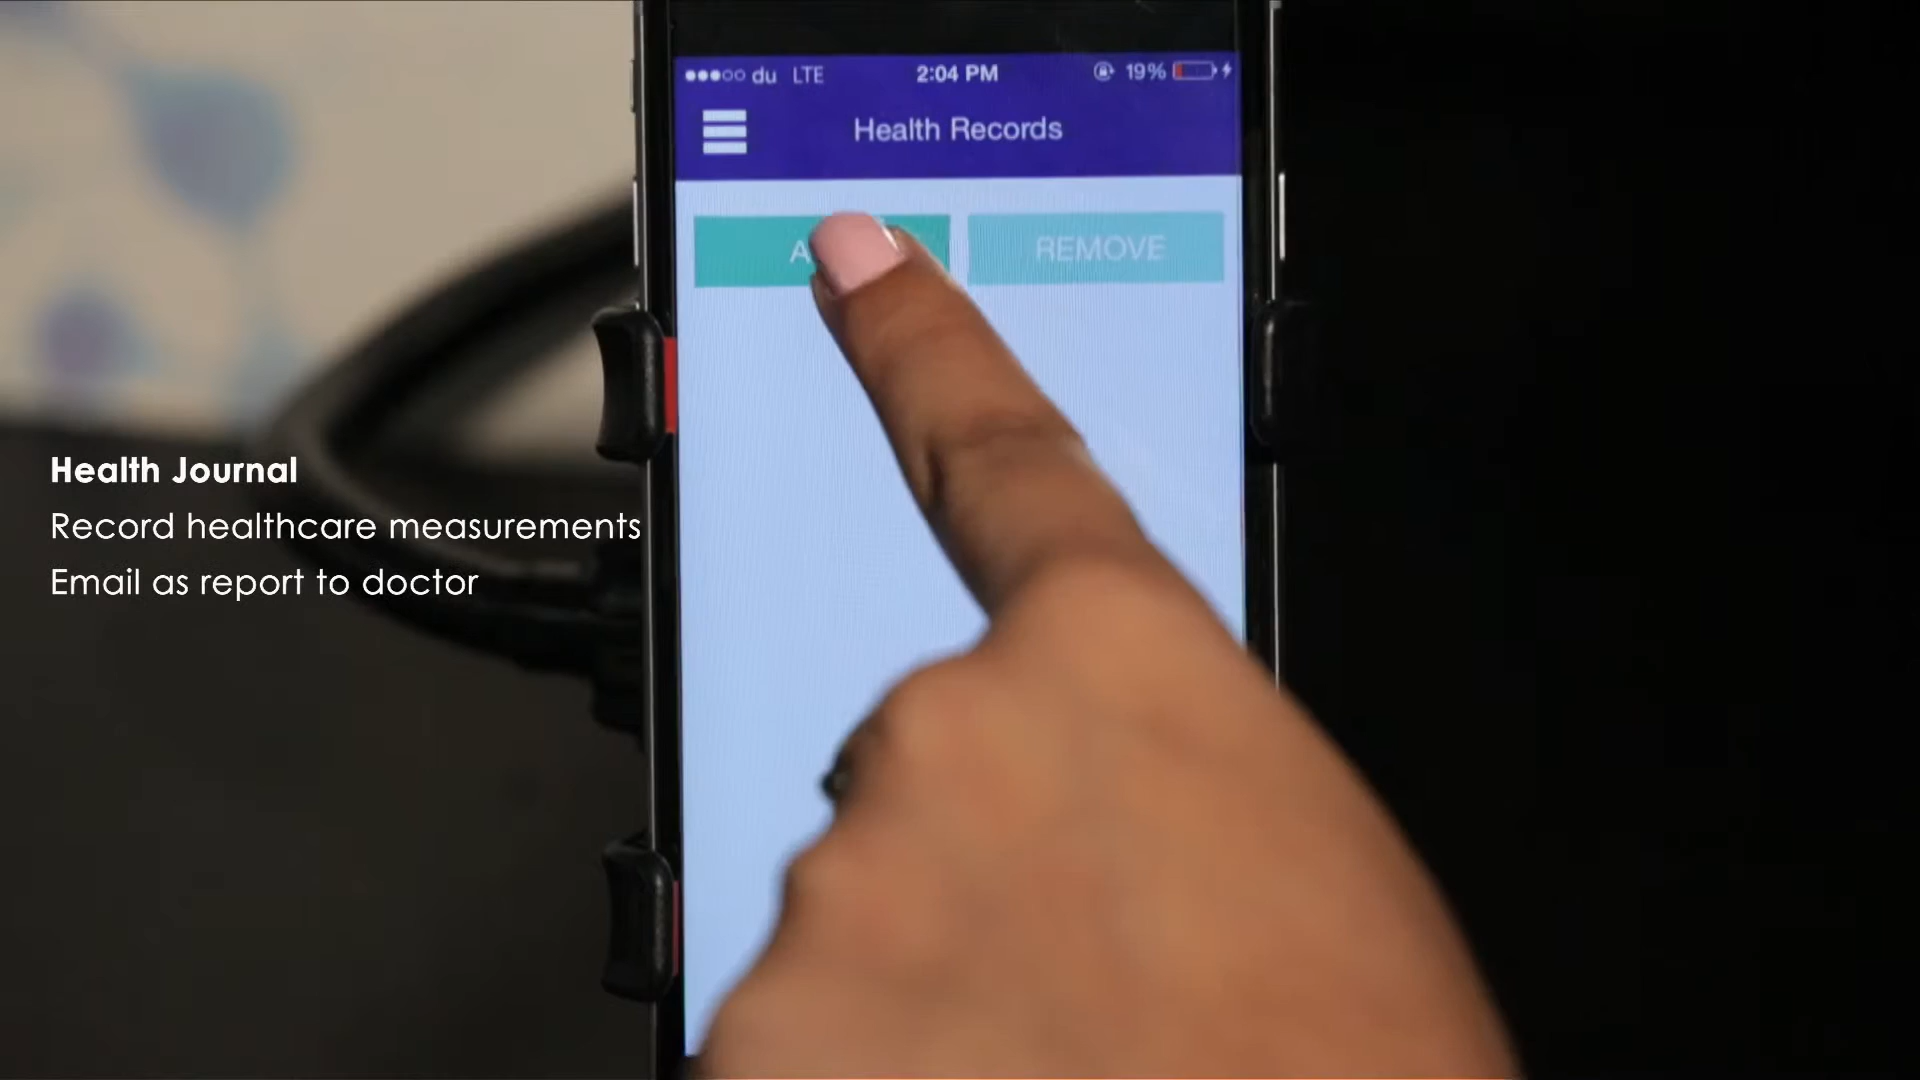 du LTE 2:04 PM 19%
Health Records
REMOVE
Health Journal
Record healthcare measurements
Email as report to doctor